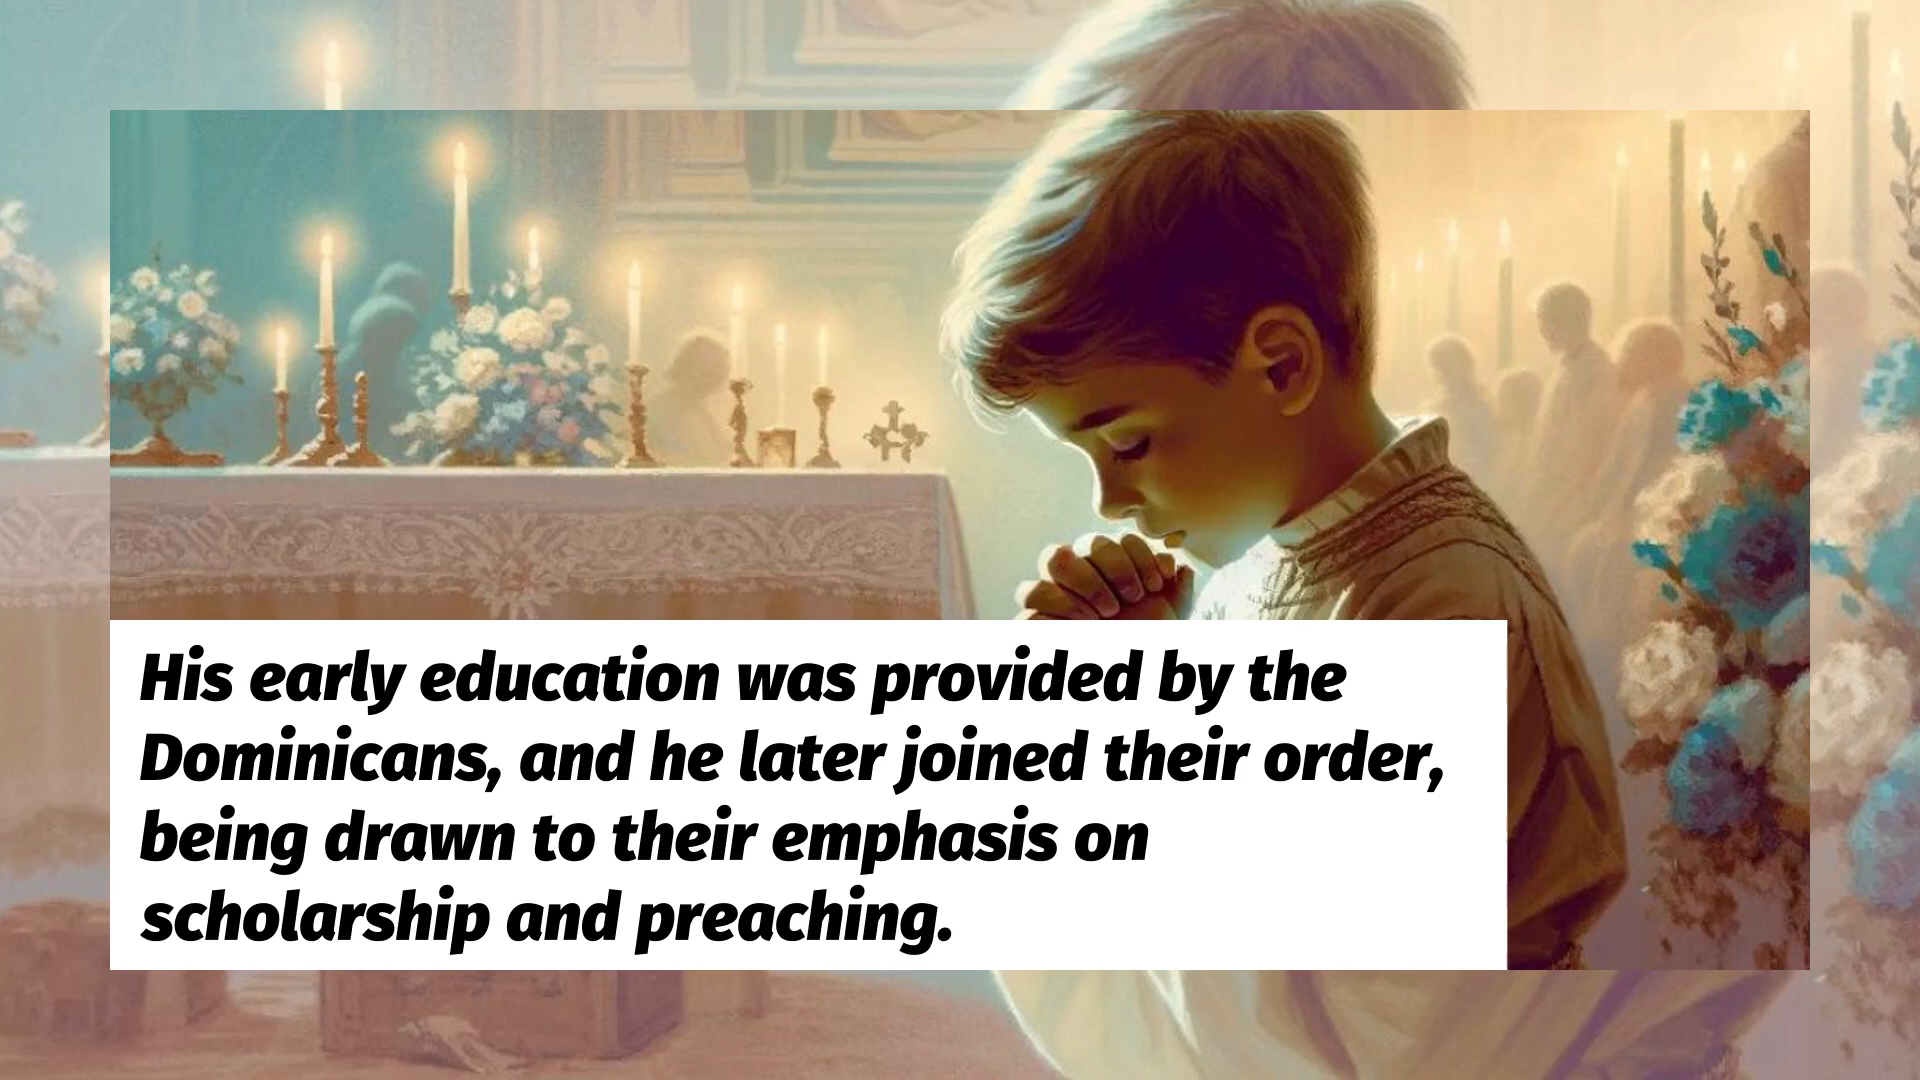 His early education was provided by the
Dominicans, and he later joined their order,
being drawn to their emphasis on
scholarship and preaching.